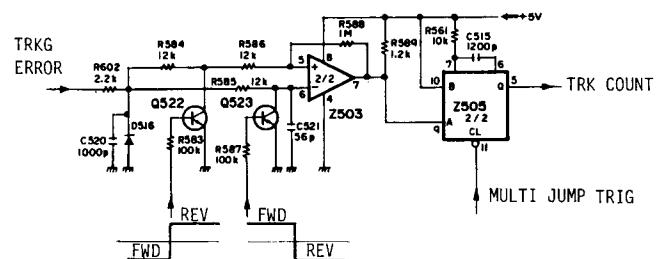 TRKG
ERROR
R602
2.2k
R584
12k
R586
12k
R585
12k
R588
1M
R589
1.2k
R561
10k
C515
1200p
+5V
5
+
6
−
2/2
8
4
7
Z503
Q522
Q523
D516
C520
1000p
R583
100k
R587
100k
C521
56p
7
6
10
B
Q
5
Z505
2/2
A
9
CL
11
TRK COUNT
MULTI JUMP TRIG
REV
FWD
FWD
REV